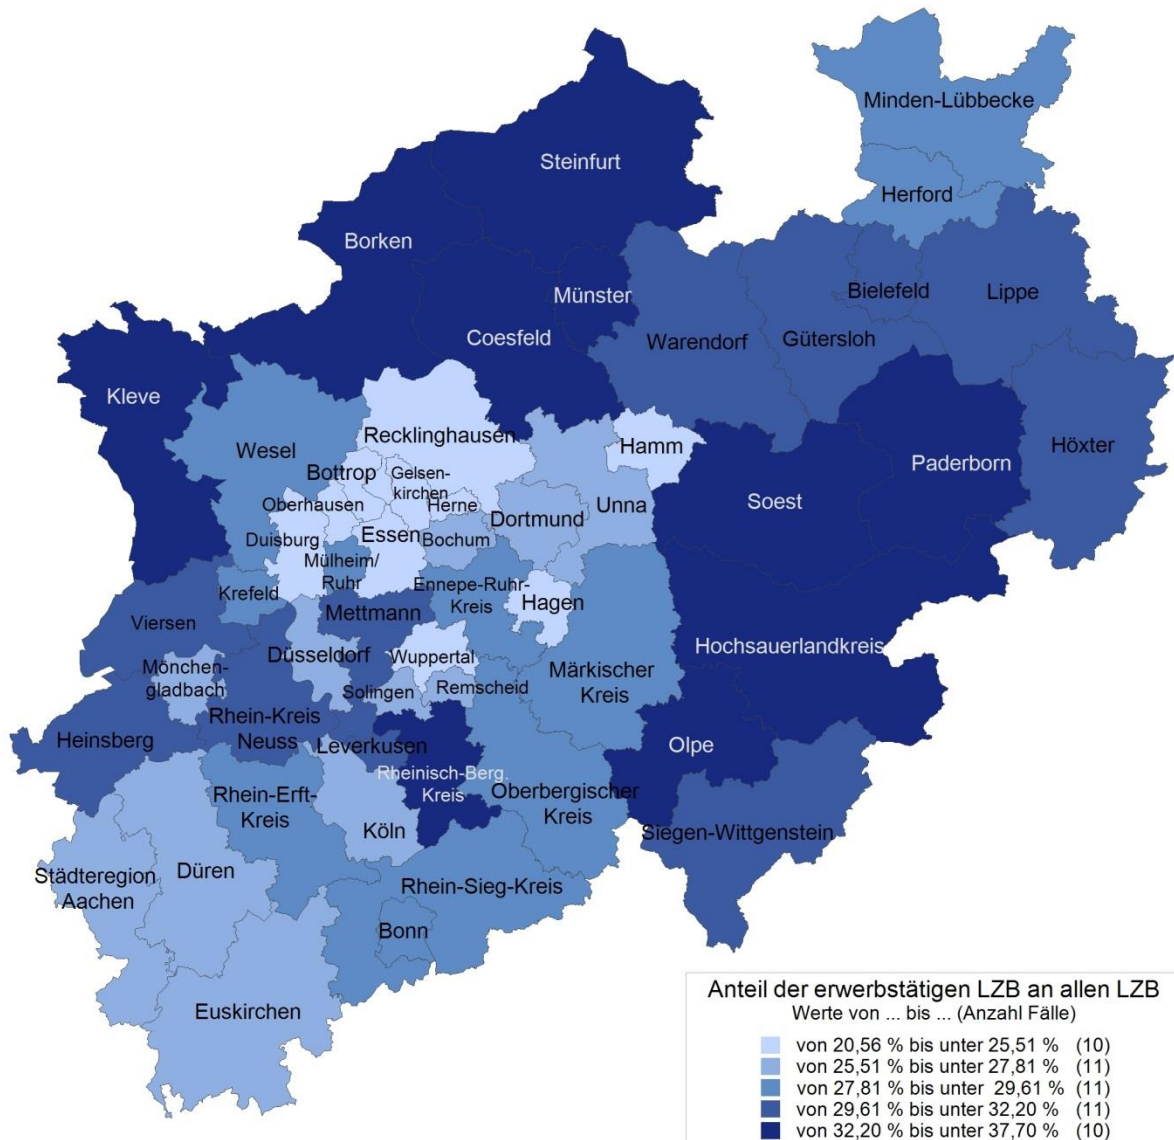 Minden-Lübbecke
Steinfurt
Herford
Borken
Münster
Bielefeld
Lippe
Coesfeld
Warendorf
Gütersloh
Kleve
Recklinghausen
Hamm
Höxter
Wesel
Paderborn
Bottrop
Gelsen-
kirchen
Soest
Oberhausen
Herne
Unna
Dortmund
Duisburg
Essen
Bochum
Mülheim/
Ruhr
Ennepe-Ruhr-
Kreis
Krefeld
Hagen
Mettmann
Viersen
Hochsauerlandkreis
Düsseldorf
Wuppertal
Mönchen-
gladbach
Märkischer
Kreis
Solingen
Remscheid
Rhein-Kreis
Neuss
Heinsberg
Leverkusen
Olpe
Rheinisch-Berg.
Kreis
Rhein-Erft-
Kreis
Oberbergischer
Kreis
Köln
Siegen-Wittgenstein
Düren
Städteregion
Aachen
Rhein-Sieg-Kreis
Bonn
Euskirchen
Anteil der erwerbstätigen LZB an allen LZB
Werte von ... bis ... (Anzahl Fälle)
von 20,56 % bis unter 25,51 % (10)
von 25,51 % bis unter 27,81 % (11)
von 27,81 % bis unter 29,61 % (11)
von 29,61 % bis unter 32,20 % (11)
von 32,20 % bis unter 37,70 % (10)